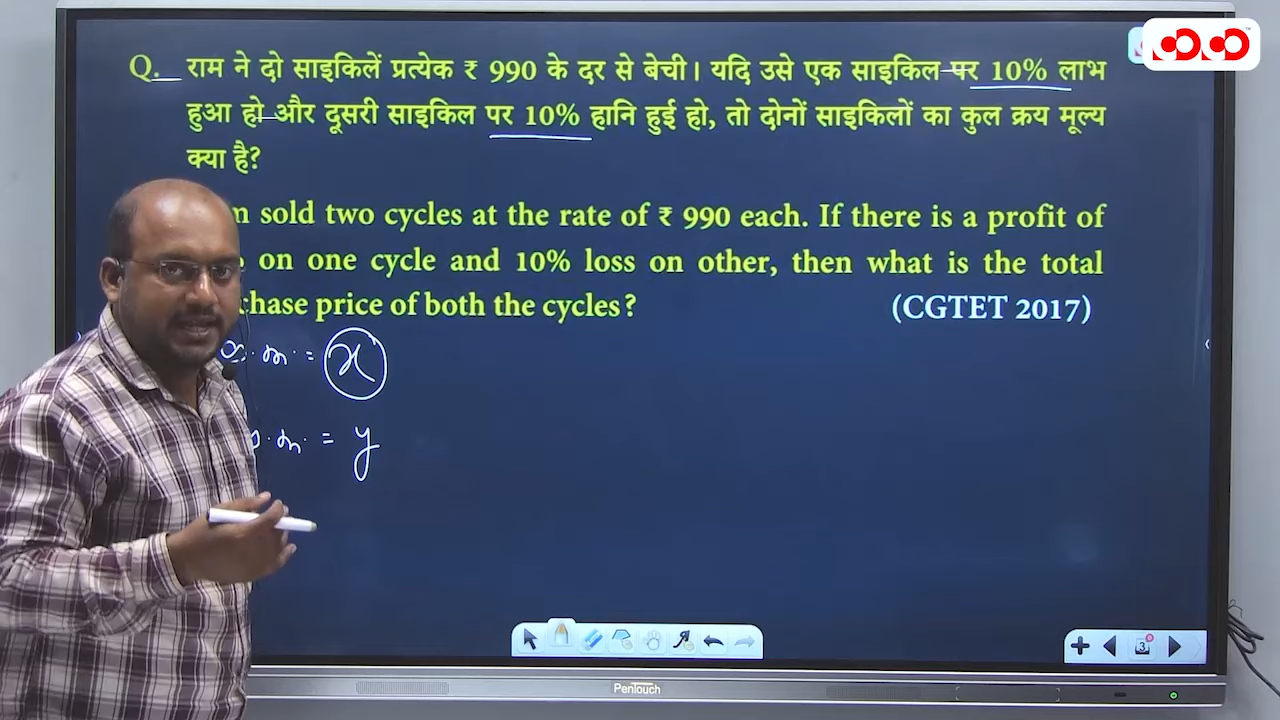 Q. राम ने दो साइकिलें प्रत्येक ₹ 990 के दर से बेची। यदि उसे एक साइकिल पर 10% लाभ
हुआ हो और दूसरी साइकिल पर 10% हानि हुई हो, तो दोनों साइकिलों का कुल क्रय मूल्य
क्या है?
sold two cycles at the rate of ₹ 990 each. If there is a profit of
on one cycle and 10% loss on other, then what is the total
price of both the cycles?
(CGTET 2017)
= x
= y
3
PenTouch